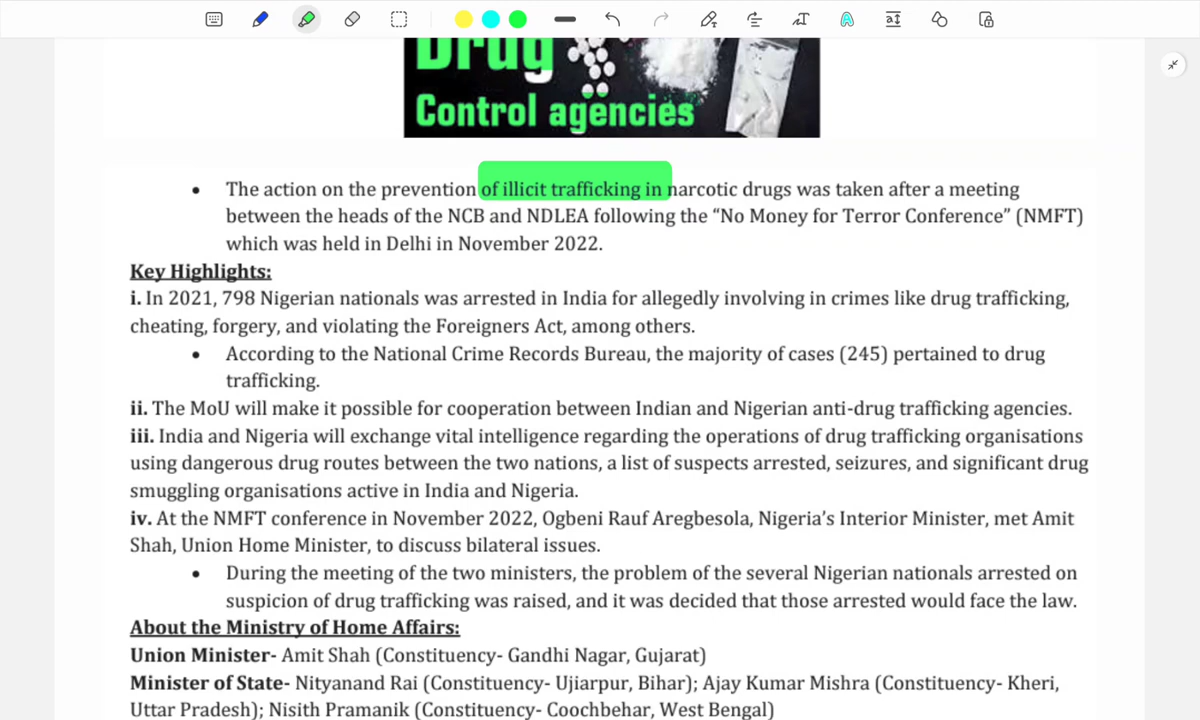 Drug
Control agencies
• The action on the prevention of illicit trafficking in narcotic drugs was taken after a meeting
between the heads of the NCB and NDLEA following the “No Money for Terror Conference” (NMFT)
which was held in Delhi in November 2022.
Key Highlights:
i. In 2021, 798 Nigerian nationals was arrested in India for allegedly involving in crimes like drug trafficking,
cheating, forgery, and violating the Foreigners Act, among others.
• According to the National Crime Records Bureau, the majority of cases (245) pertained to drug
trafficking.
ii. The MoU will make it possible for cooperation between Indian and Nigerian anti-drug trafficking agencies.
iii. India and Nigeria will exchange vital intelligence regarding the operations of drug trafficking organisations
using dangerous drug routes between the two nations, a list of suspects arrested, seizures, and significant drug
smuggling organisations active in India and Nigeria.
iv. At the NMFT conference in November 2022, Ogbeni Rauf Aregbesola, Nigeria’s Interior Minister, met Amit
Shah, Union Home Minister, to discuss bilateral issues.
• During the meeting of the two ministers, the problem of the several Nigerian nationals arrested on
suspicion of drug trafficking was raised, and it was decided that those arrested would face the law.
About the Ministry of Home Affairs:
Union Minister- Amit Shah (Constituency- Gandhi Nagar, Gujarat)
Minister of State- Nityanand Rai (Constituency- Ujiarpur, Bihar); Ajay Kumar Mishra (Constituency- Kheri,
Uttar Pradesh); Nisith Pramanik (Constituency- Coochbehar, West Bengal)